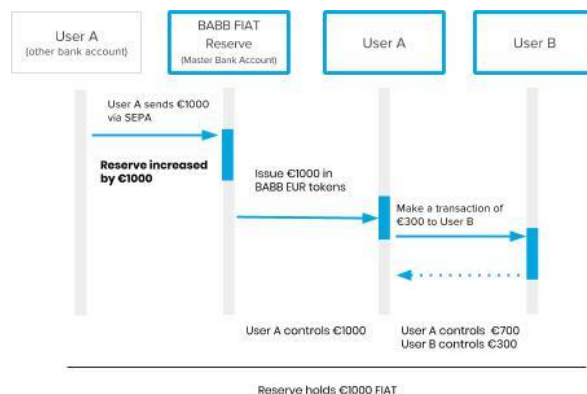 User A
(other bank account)
BABB FIAT
Reserve
(Master Bank Account)
User A
User B
User A sends €1000
via SEPA
Reserve increased
by €1000
Issue €1000 in
BABB EUR tokens
Make a transaction of
€300 to User B
User A controls €1000
User A controls €700
User B controls €300
Reserve holds €1000 FIAT